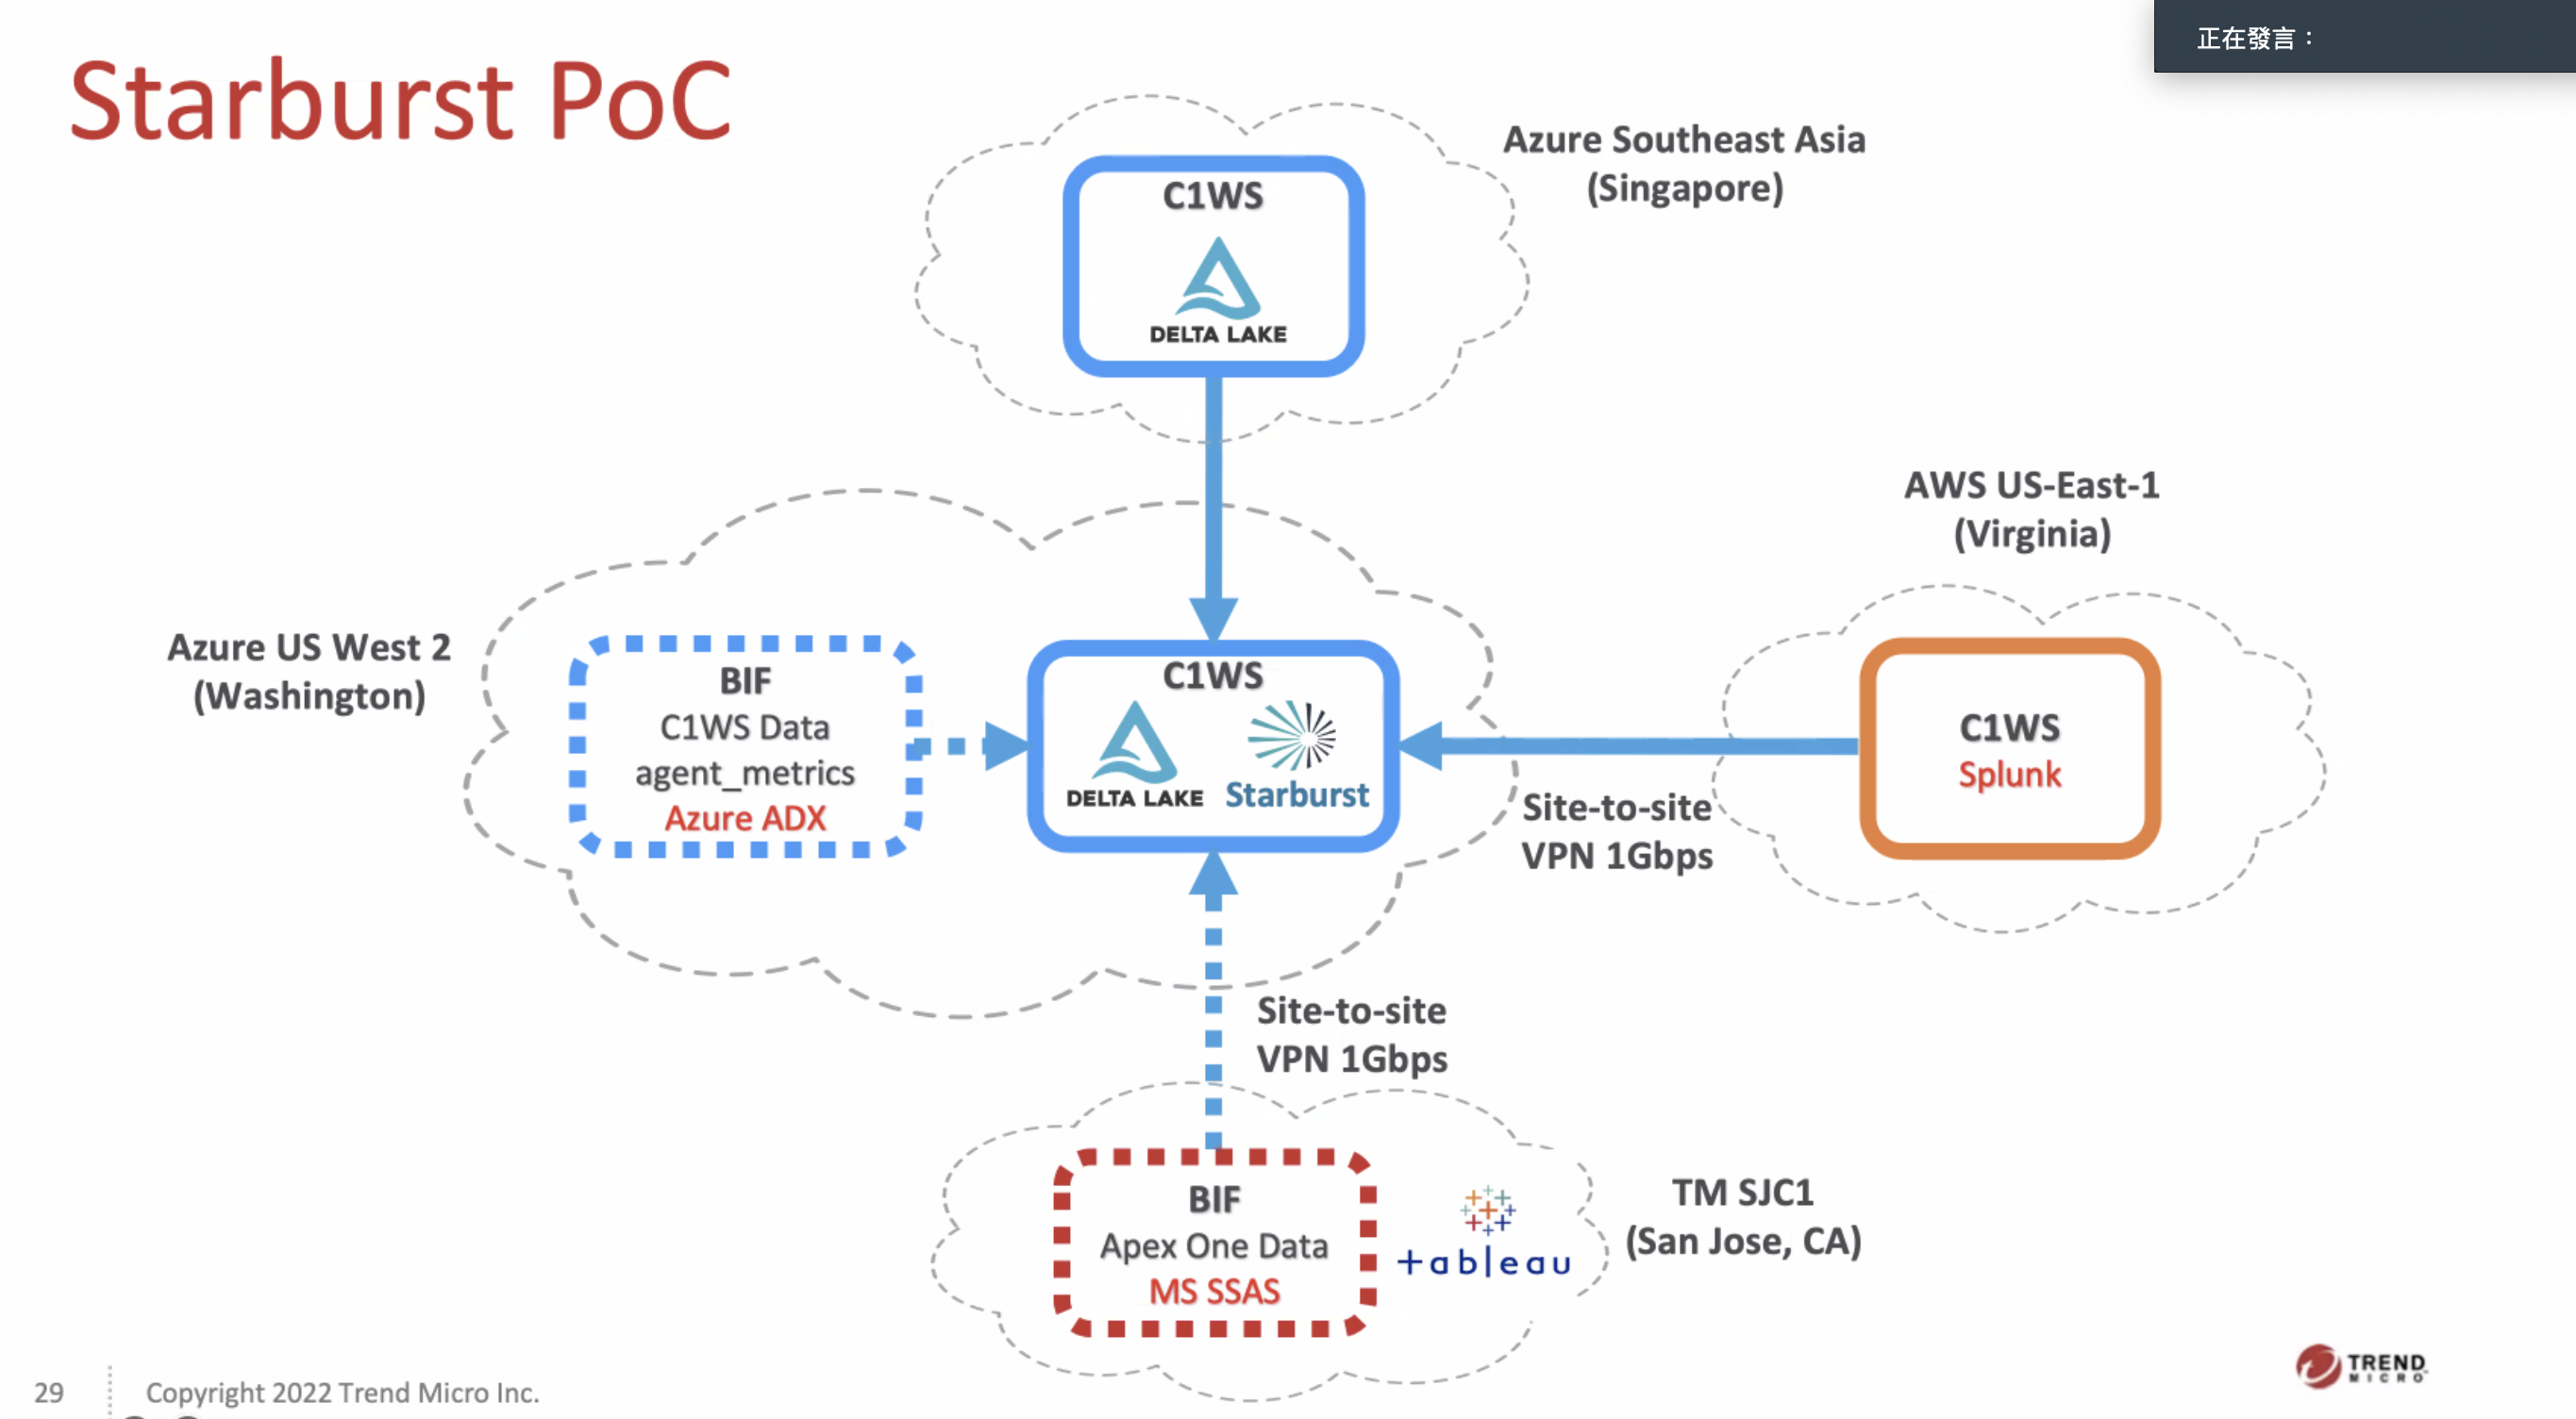 正在發言：
Starburst PoC
Azure Southeast Asia
(Singapore)
C1WS
DELTA LAKE
AWS US-East-1
(Virginia)
Azure US West 2
(Washington)
BIF
C1WS Data
agent_metrics
Azure ADX
C1WS
DELTA LAKE
Starburst
Site-to-site
VPN 1Gbps
C1WS
Splunk
Site-to-site
VPN 1Gbps
BIF
Apex One Data
MS SSAS
+ableau
TM SJC1
(San Jose, CA)
29
Copyright 2022 Trend Micro Inc.
TREND
MICRO